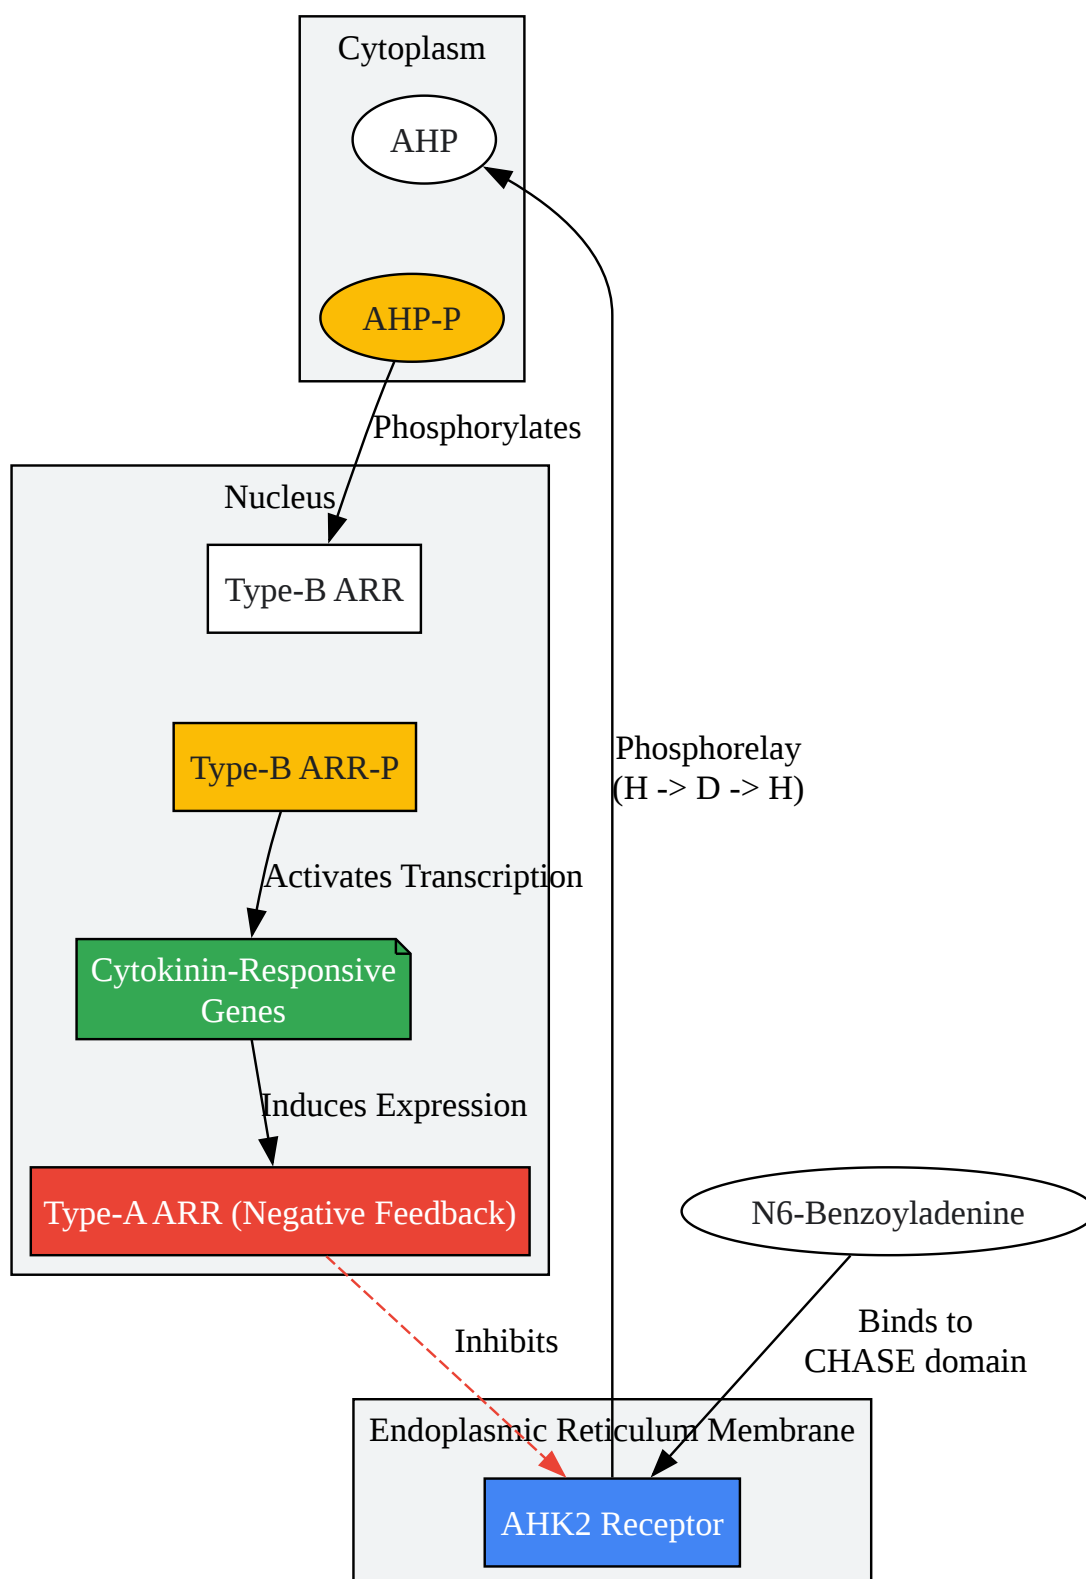 Cytoplasm
AHP
AHP-P
Phosphorylates
Nucleus
Type-B ARR
Type-B ARR-P
Phosphorelay
(H -> D -> H)
Activates Transcription
Cytokinin-Responsive
Genes
Induces Expression
Type-A ARR (Negative Feedback)
N6-Benzoyladenine
Inhibits
Binds to
CHASE domain
Endoplasmic Reticulum Membrane
AHK2 Receptor